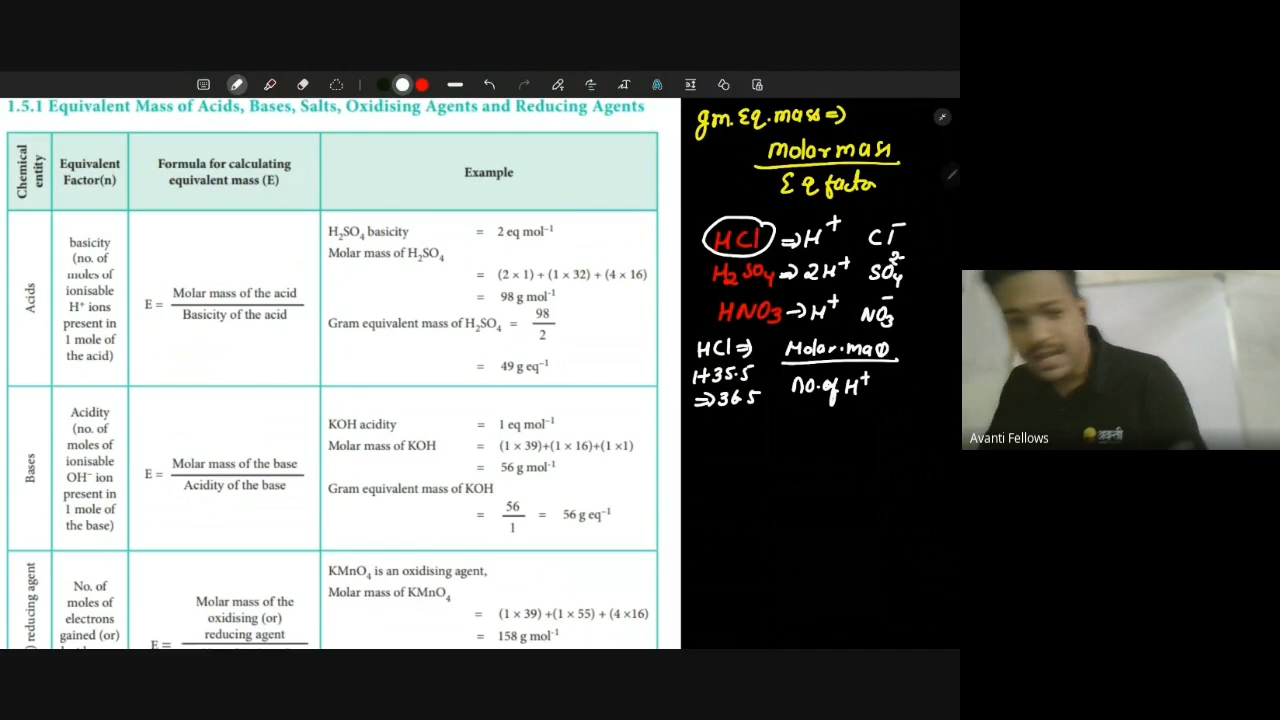 1.5.1 Equivalent Mass of Acids, Bases, Salts, Oxidising Agents and Reducing Agents
Chemical entity
Equivalent Factor(n)
Formula for calculating equivalent mass (E)
Example
Acids
basicity
(no. of
moles of
ionisable
H⁺ ions
present in
1 mole of
the acid)
E = Molar mass of the acid / Basicity of the acid
H₂SO₄ basicity = 2 eq mol⁻¹
Molar mass of H₂SO₄
= (2 × 1) + (1 × 32) + (4 × 16)
= 98 g mol⁻¹
Gram equivalent mass of H₂SO₄ = 98 / 2
= 49 g eq⁻¹
Bases
Acidity
(no. of
moles of
ionisable
OH⁻ ion
present in
1 mole of
the base)
E = Molar mass of the base / Acidity of the base
KOH acidity = 1 eq mol⁻¹
Molar mass of KOH = (1 × 39)+(1 × 16)+(1 ×1)
= 56 g mol⁻¹
Gram equivalent mass of KOH
= 56 / 1 = 56 g eq⁻¹
) reducing agent
No. of
moles of
electrons
gained (or)
E =
Molar mass of the
oxidising (or)
reducing agent
KMnO₄ is an oxidising agent,
Molar mass of KMnO₄
= (1 × 39) +(1 × 55) + (4 ×16)
= 158 g mol⁻¹
gm. Eq. mass ⇒
molar mass
Eq factor
HCl ⇒ H⁺ Cl⁻
H₂SO₄ → 2H⁺ SO₄²⁻
HNO₃ → H⁺ NO₃⁻
HCl ⇒ Molar. mass
1+35.5 no. of H⁺
⇒ 36.5
Avanti Fellows
अवन्ती